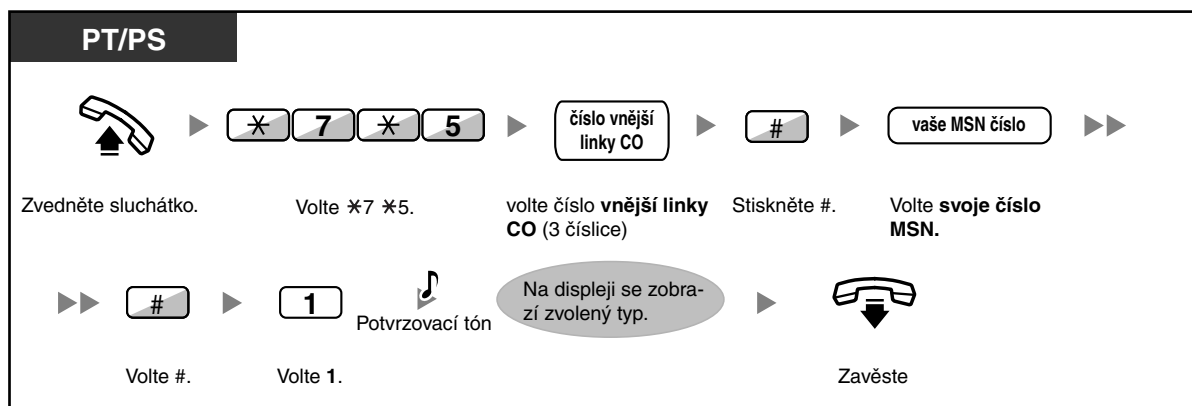 PT/PS
✳ 7 ✳ 5
číslo vnější
linky CO
#
vaše MSN číslo
Zvedněte sluchátko.
Volte ✳7 ✳5.
volte číslo vnější linky
CO (3 číslice)
Stiskněte #.
Volte svoje číslo
MSN.
#
1
Potvrzovací tón
Na displeji se zobra-
zí zvolený typ.
Volte #.
Volte 1.
Zavěste